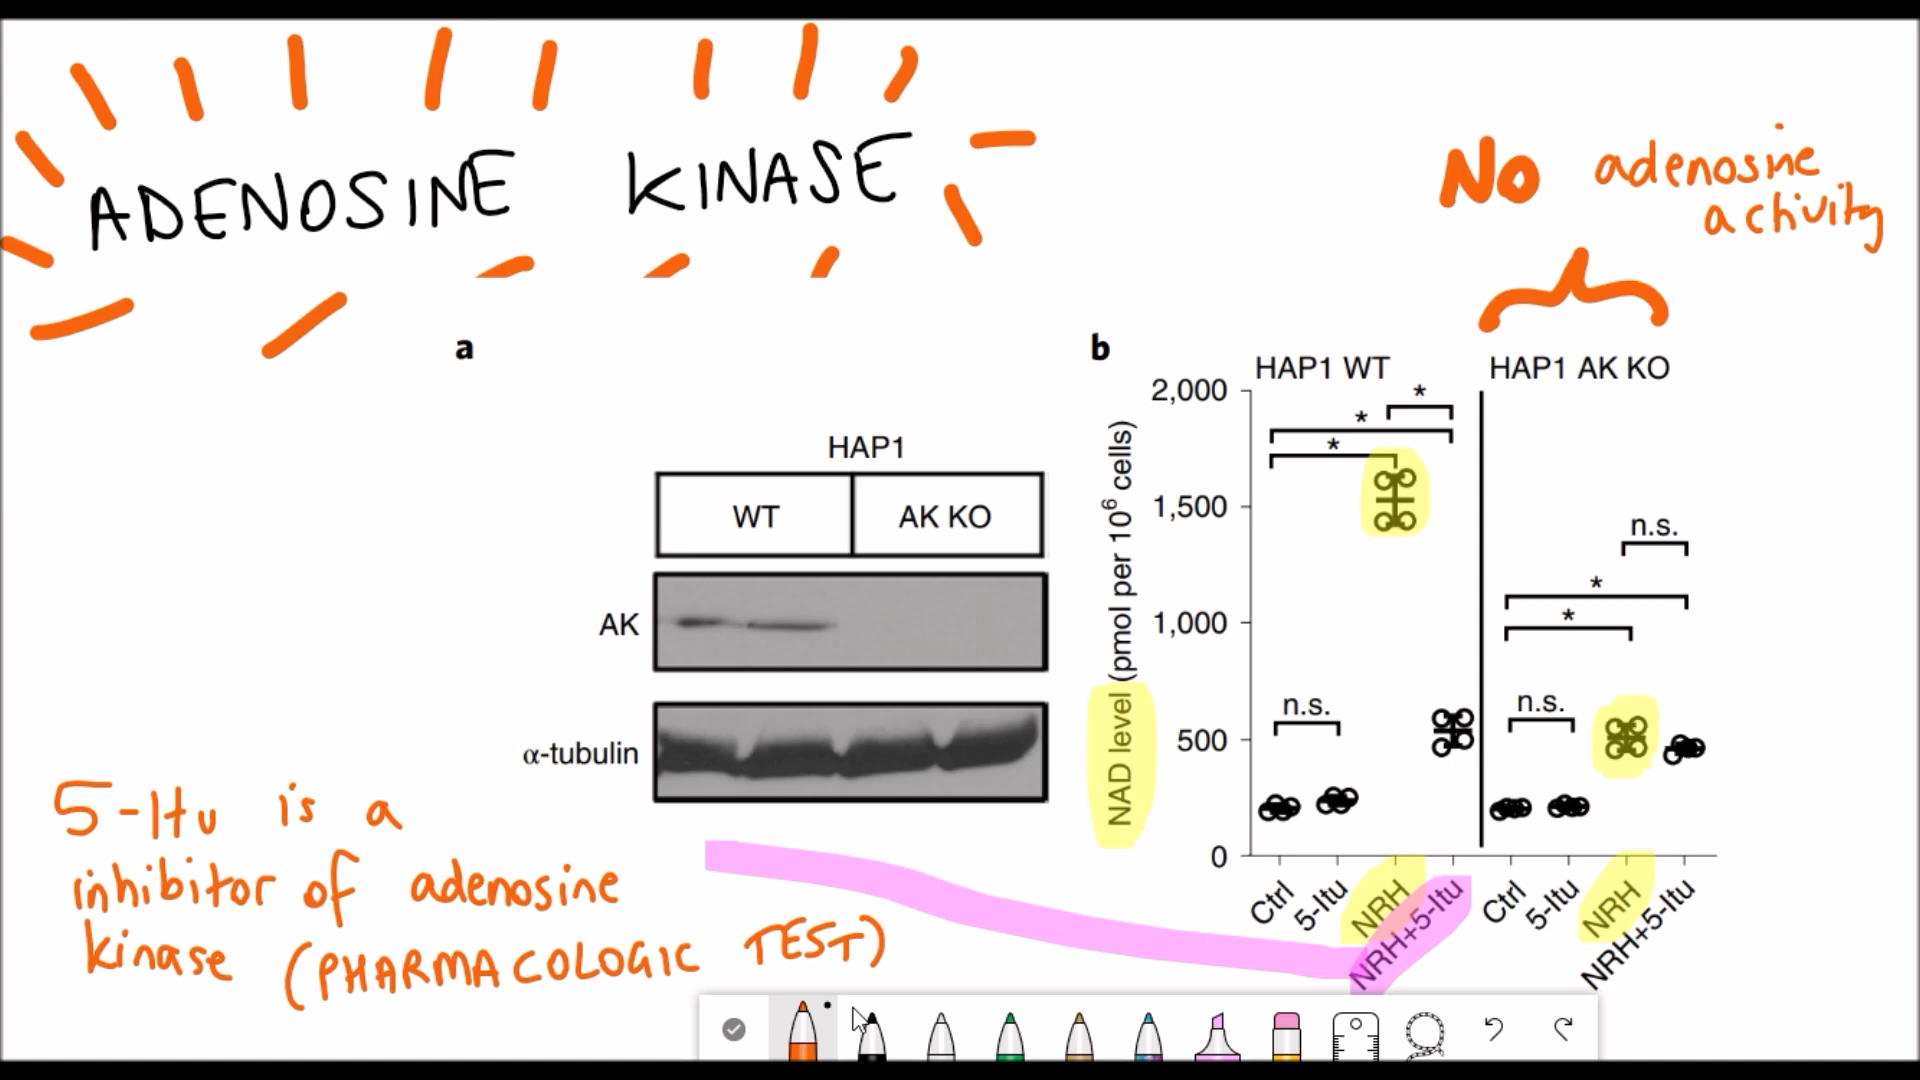 ADENOSINE KINASE
No adenosine
activity
a
HAP1
WT
AK KO
AK
α-tubulin
b
HAP1 WT
HAP1 AK KO
NAD level (pmol per 10⁶ cells)
2,000
1,500
1,000
500
0
*
*
*
n.s.
n.s.
*
*
n.s.
Ctrl
5-Itu
NRH
NRH+5-Itu
Ctrl
5-Itu
NRH
NRH+5-Itu
5-Itu is a
inhibitor of adenosine
kinase (PHARMACOLOGIC TEST)